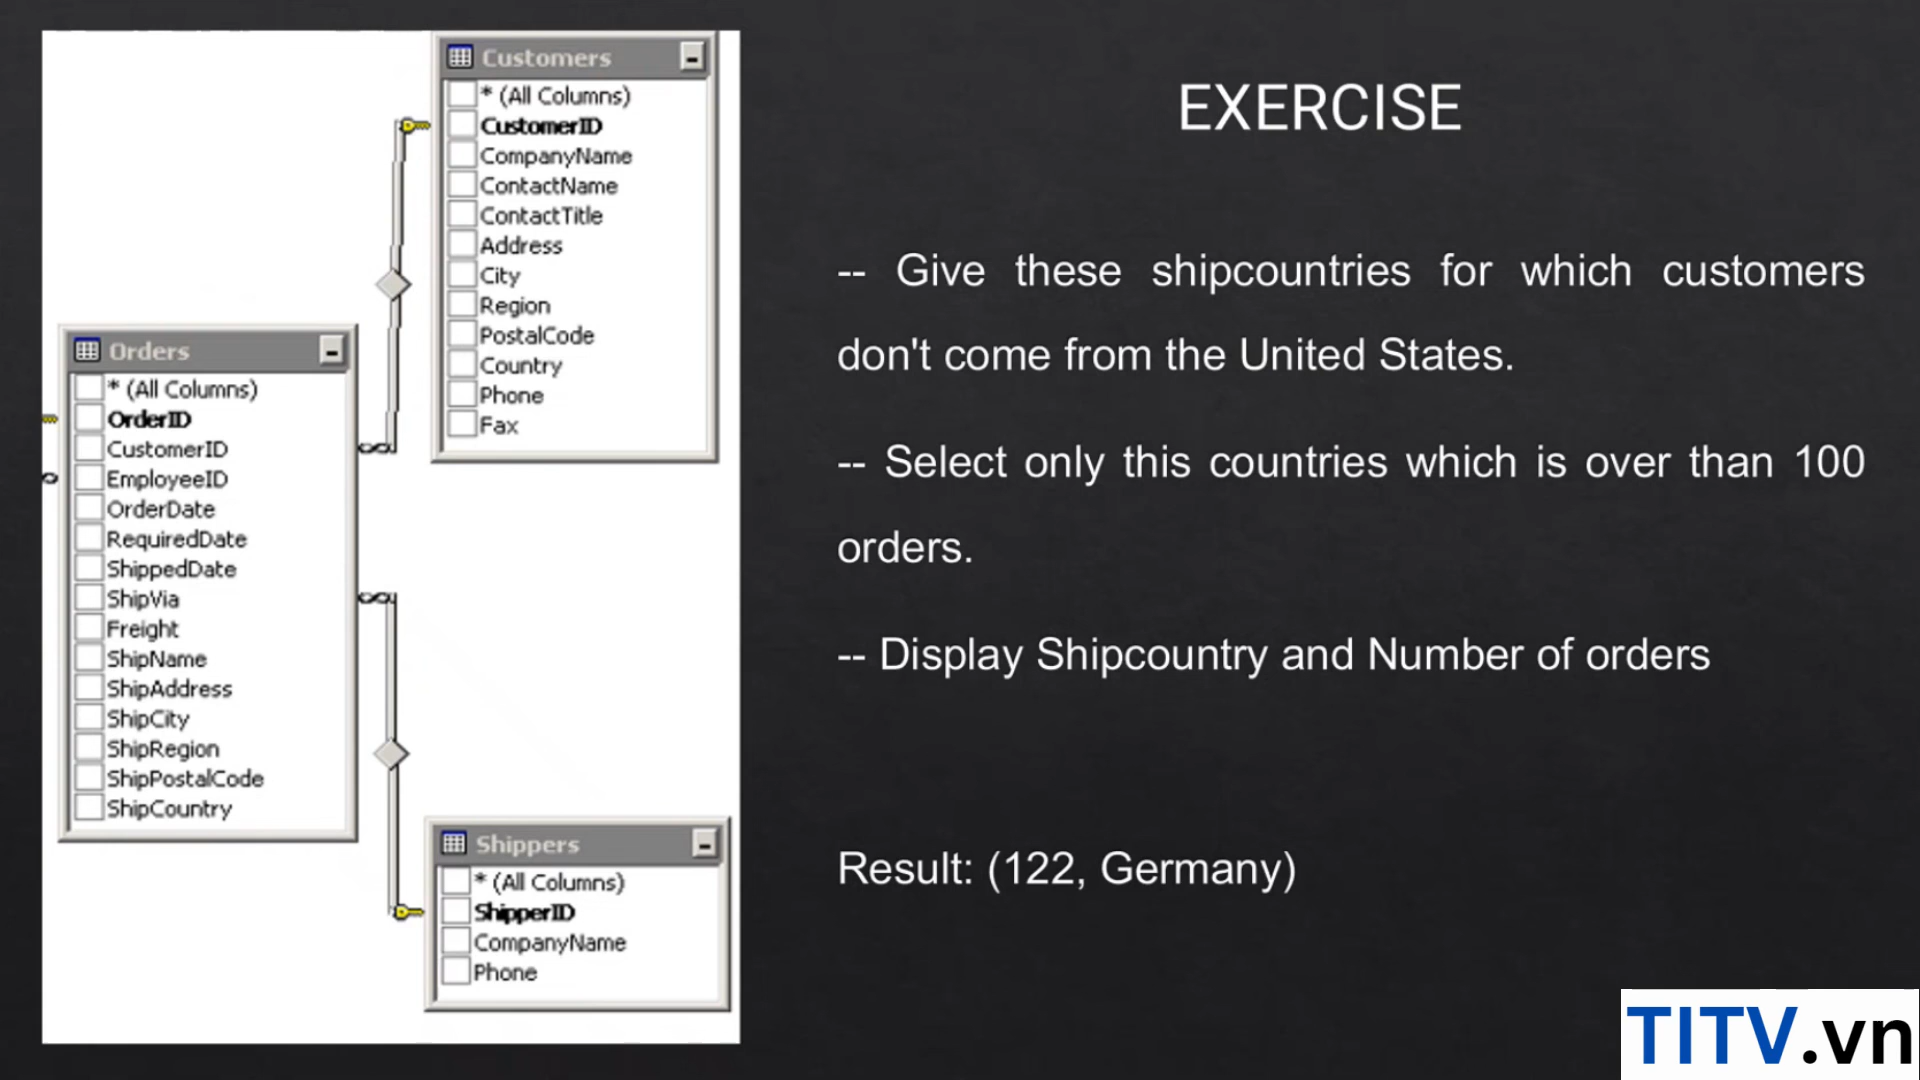 Customers
* (All Columns)
CustomerID
CompanyName
ContactName
ContactTitle
Address
City
Region
PostalCode
Country
Phone
Fax
Orders
* (All Columns)
OrderID
CustomerID
EmployeeID
OrderDate
RequiredDate
ShippedDate
ShipVia
Freight
ShipName
ShipAddress
ShipCity
ShipRegion
ShipPostalCode
ShipCountry
Shippers
* (All Columns)
ShipperID
CompanyName
Phone
EXERCISE
-- Give these shipcountries for which customers
don't come from the United States.
-- Select only this countries which is over than 100
orders.
-- Display Shipcountry and Number of orders
Result: (122, Germany)
TITV.vn